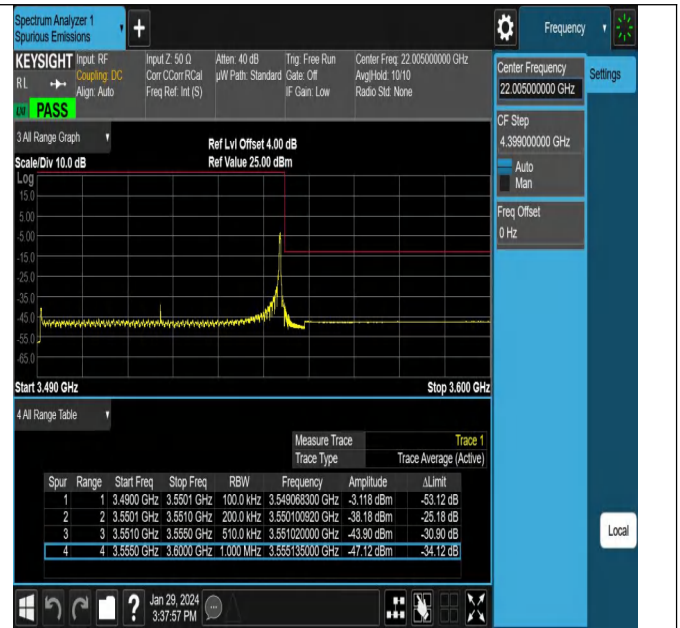 Spectrum Analyzer 1
Spurious Emissions
+
Frequency
KEYSIGHT Input: RF Input Z: 50 Ω Atten: 40 dB Trig: Free Run Center Freq: 22.005000000 GHz
RL Coupling: DC Corr CCorr RCal µW Path: Standard Gate: Off Avg|Hold: 10/10
Align: Auto Freq Ref: Int (S) IF Gain: Low Radio Std: None
PASS
Center Frequency
22.005000000 GHz
Settings
CF Step
4.399000000 GHz
Auto
Man
Freq Offset
0 Hz
Local
3 All Range Graph
Ref Lvl Offset 4.00 dB
Scale/Div 10.0 dB Ref Value 25.00 dBm
Log
15.0
5.00
-5.00
-15.0
-25.0
-35.0
-45.0
-55.0
-65.0
Start 3.490 GHz Stop 3.600 GHz
4 All Range Table
Measure Trace Trace 1
Trace Type Trace Average (Active)
Spur Range Start Freq Stop Freq RBW Frequency Amplitude ΔLimit
1 1 3.4900 GHz 3.5501 GHz 100.0 kHz 3.549068300 GHz -3.118 dBm -53.12 dB
2 2 3.5501 GHz 3.5510 GHz 200.0 kHz 3.550100920 GHz -38.18 dBm -25.18 dB
3 3 3.5510 GHz 3.5550 GHz 510.0 kHz 3.551020000 GHz -43.90 dBm -30.90 dB
4 4 3.5550 GHz 3.6000 GHz 1.000 MHz 3.555135000 GHz -47.12 dBm -34.12 dB
?
Jan 29, 2024
3:37:57 PM